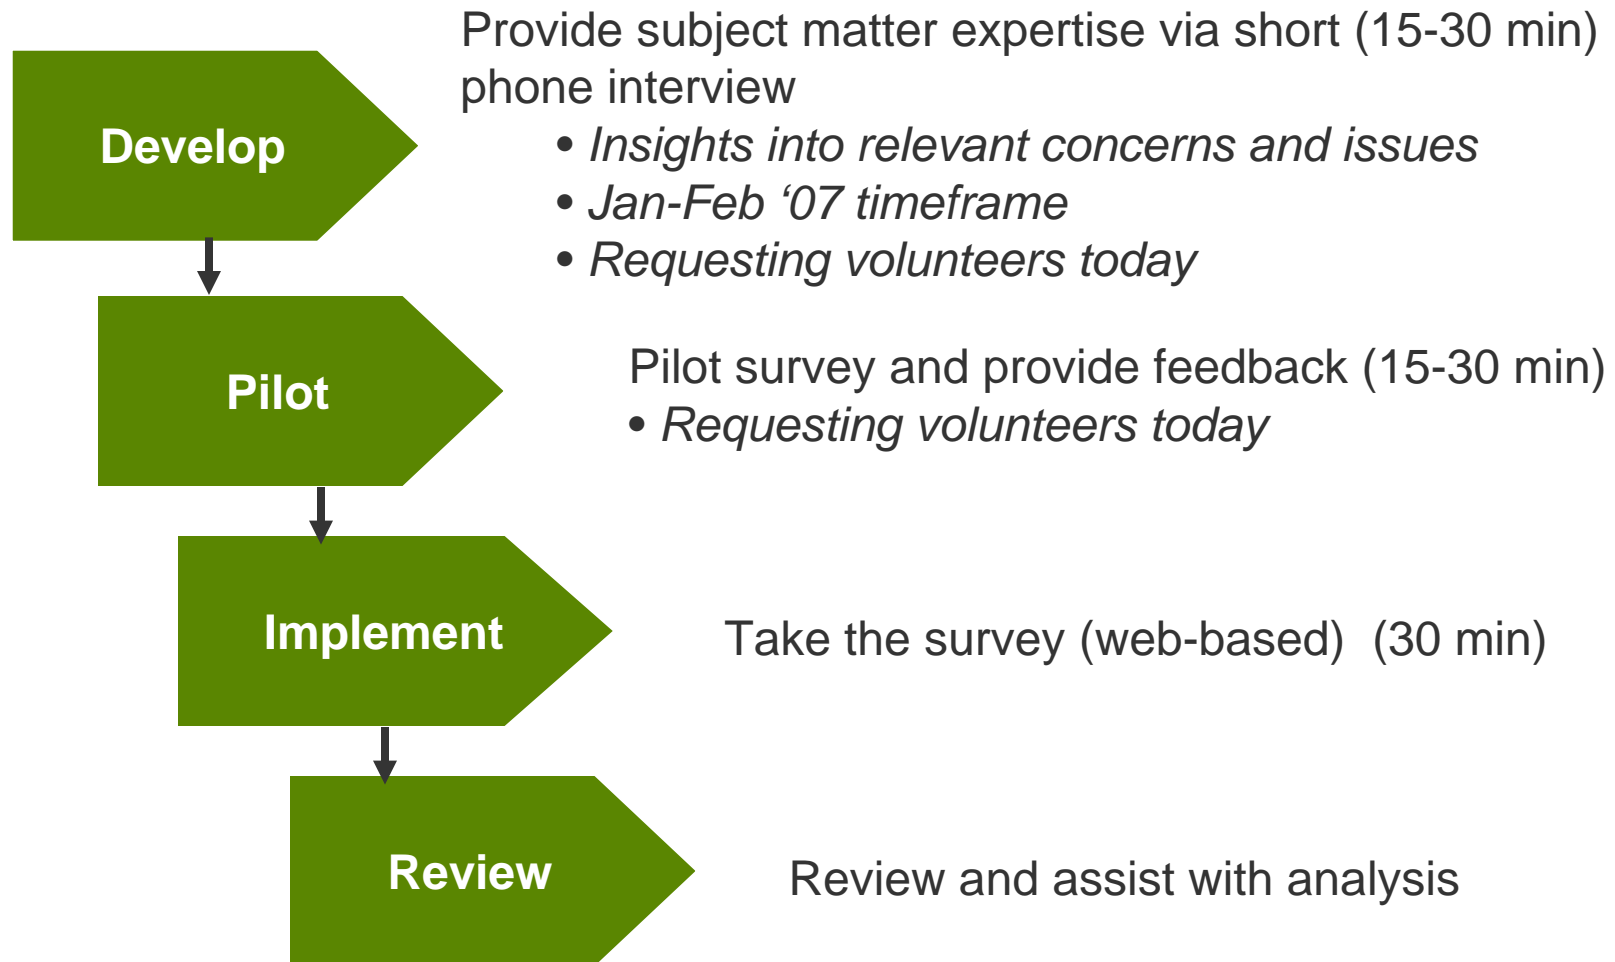 Provide subject matter expertise via short (15-30 min)
phone interview
Develop
• Insights into relevant concerns and issues
• Jan-Feb ‘07 timeframe
• Requesting volunteers today
Pilot
Pilot survey and provide feedback (15-30 min)
• Requesting volunteers today
Implement
Take the survey (web-based)  (30 min)
Review
Review and assist with analysis